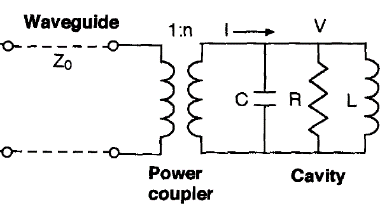 Waveguide
1:n I V
Z₀
C R L
Power
coupler
Cavity